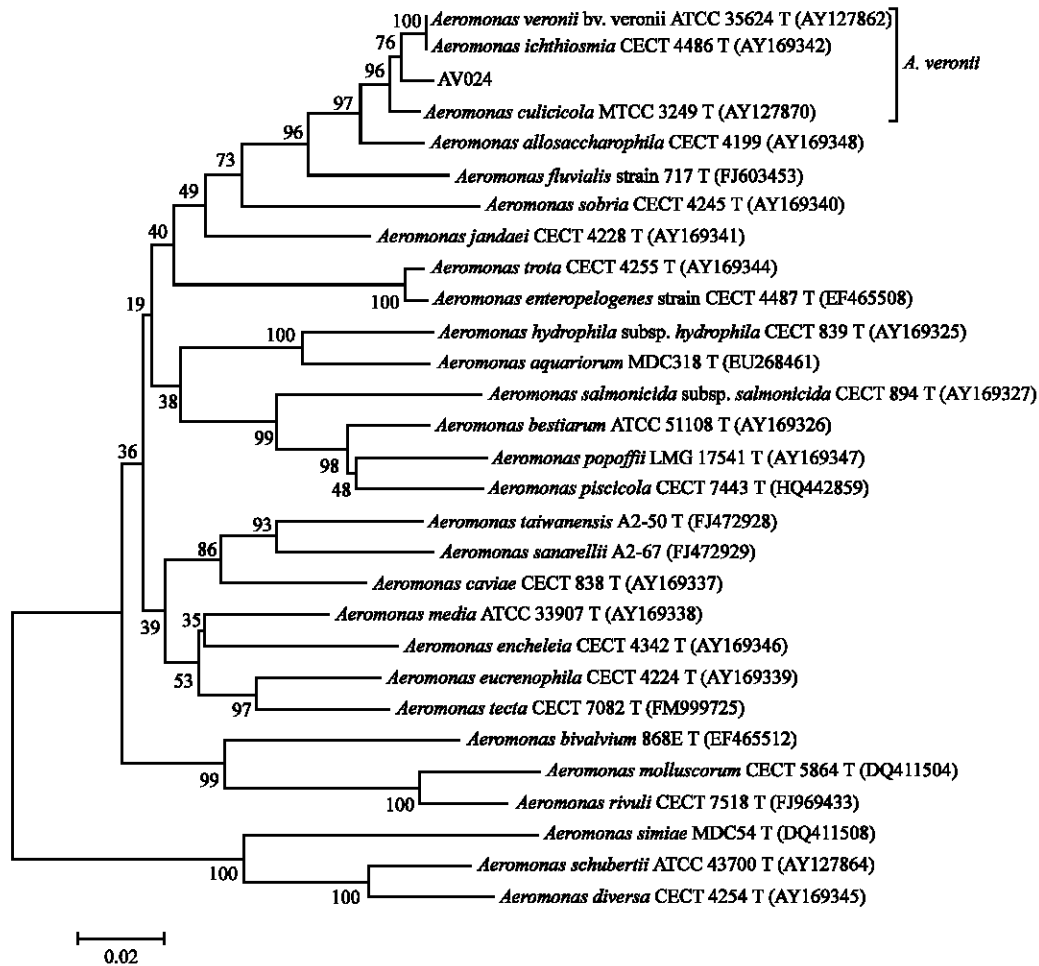 100 Aeromonas veronii bv. veronii ATCC 35624 T (AY127862)
76 Aeromonas ichthiosmia CECT 4486 T (AY169342)
A. veronii
96 AV024
97 Aeromonas culicicola MTCC 3249 T (AY127870)
96 Aeromonas allosaccharophila CECT 4199 (AY169348)
73 Aeromonas fluvialis strain 717 T (FJ603453)
49 Aeromonas sobria CECT 4245 T (AY169340)
40 Aeromonas jandaei CECT 4228 T (AY169341)
Aeromonas trota CECT 4255 T (AY169344)
19 100 Aeromonas enteropelogenes strain CECT 4487 T (EF465508)
100 Aeromonas hydrophila subsp. hydrophila CECT 839 T (AY169325)
Aeromonas aquariorum MDC318 T (EU268461)
38 Aeromonas salmonicida subsp. salmonicida CECT 894 T (AY169327)
99 Aeromonas bestiarum ATCC 51108 T (AY169326)
36 98 Aeromonas popoffii LMG 17541 T (AY169347)
48 Aeromonas piscicola CECT 7443 T (HQ442859)
93 Aeromonas taiwanensis A2-50 T (FJ472928)
86 Aeromonas sanarellii A2-67 (FJ472929)
Aeromonas caviae CECT 838 T (AY169337)
39 35 Aeromonas media ATCC 33907 T (AY169338)
Aeromonas encheleia CECT 4342 T (AY169346)
53 Aeromonas eucrenophila CECT 4224 T (AY169339)
97 Aeromonas tecta CECT 7082 T (FM999725)
Aeromonas bivalvium 868E T (EF465512)
99 Aeromonas molluscorum CECT 5864 T (DQ411504)
100 Aeromonas rivuli CECT 7518 T (FJ969433)
Aeromonas simiae MDC54 T (DQ411508)
100 Aeromonas schubertii ATCC 43700 T (AY127864)
100 Aeromonas diversa CECT 4254 T (AY169345)
0.02